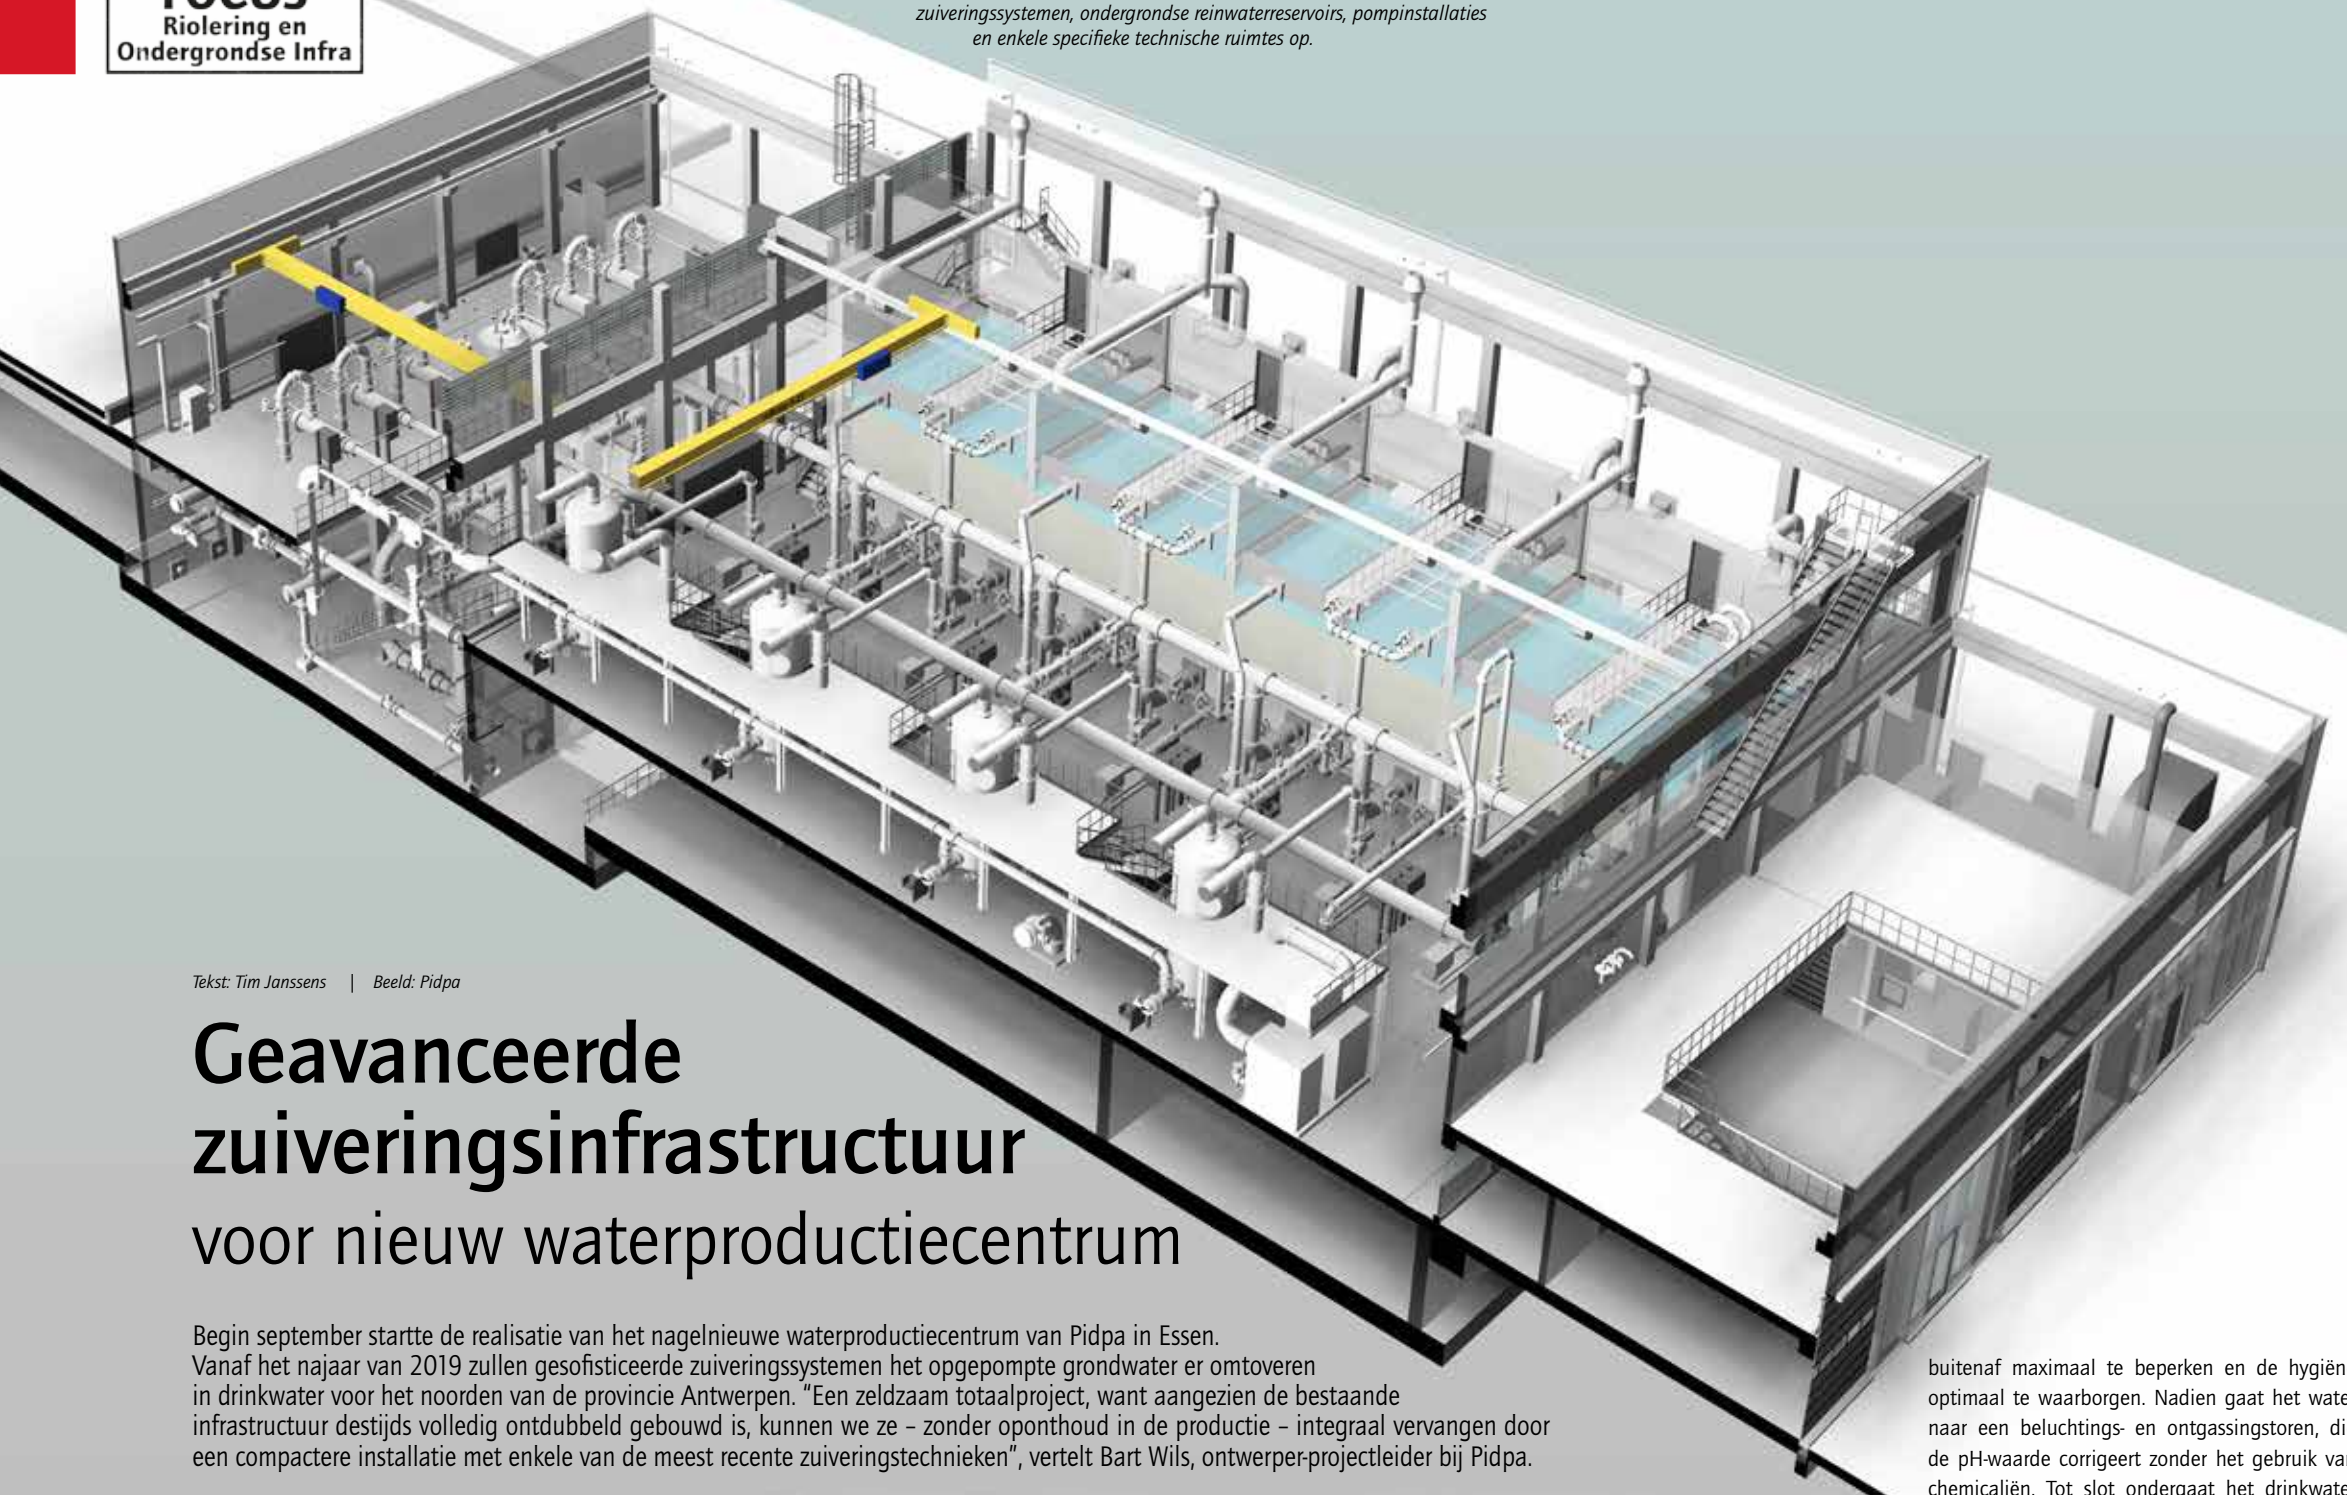 FOCUS
Riolering en
Ondergrondse Infra
zuiveringssystemen, ondergrondse reinwaterreservoirs, pompinstallaties
en enkele specifieke technische ruimtes op.
Tekst: Tim Janssens | Beeld: Pidpa
Geavanceerde
zuiveringsinfrastructuur
voor nieuw waterproductiecentrum
Begin september startte de realisatie van het nagelnieuwe waterproductiecentrum van Pidpa in Essen.
Vanaf het najaar van 2019 zullen gesofisticeerde zuiveringssystemen het opgepompte grondwater er omtoveren
in drinkwater voor het noorden van de provincie Antwerpen. “Een zeldzaam totaalproject, want aangezien de bestaande
infrastructuur destijds volledig ontdubbeld gebouwd is, kunnen we ze – zonder oponthoud in de productie – integraal vervangen door
een compactere installatie met enkele van de meest recente zuiveringstechnieken”, vertelt Bart Wils, ontwerper-projectleider bij Pidpa.
buitenaf maximaal te beperken en de
optimaal te waarborgen. Nadien gaat het
naar een beluchtings- en ontgassingstoren,
de pH-waarde corrigeert zonder het gebruik
chemicaliën. Tot slot ondergaat het